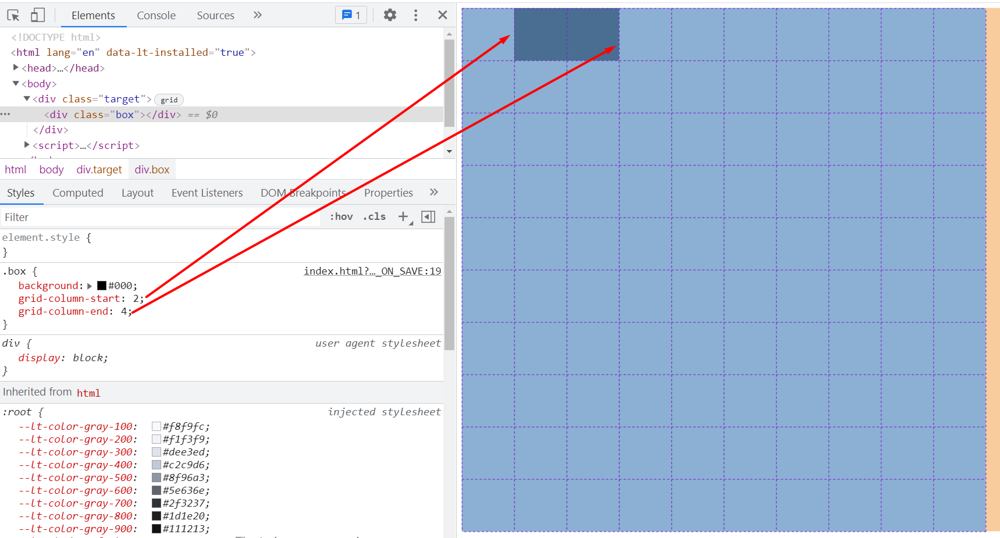 Elements Console Sources » 1
<!DOCTYPE html>
<html lang="en" data-lt-installed="true">
<head>…</head>
<body>
<div class="target"> grid
<div class="box"></div> == $0
</div>
<script>…</script>
html body div.target div.box
Styles Computed Layout Event Listeners DOM Breakpoints Properties »
Filter :hov .cls +
element.style {
}
.box { index.html?…_ON_SAVE:19
background: #000;
grid-column-start: 2;
grid-column-end: 4;
}
div { user agent stylesheet
display: block;
}
Inherited from html
:root { injected stylesheet
--lt-color-gray-100: #f8f9fc;
--lt-color-gray-200: #f1f3f9;
--lt-color-gray-300: #dee3ed;
--lt-color-gray-400: #c2c9d6;
--lt-color-gray-500: #8f96a3;
--lt-color-gray-600: #5e636e;
--lt-color-gray-700: #2f3237;
--lt-color-gray-800: #1d1e20;
--lt-color-gray-900: #111213;